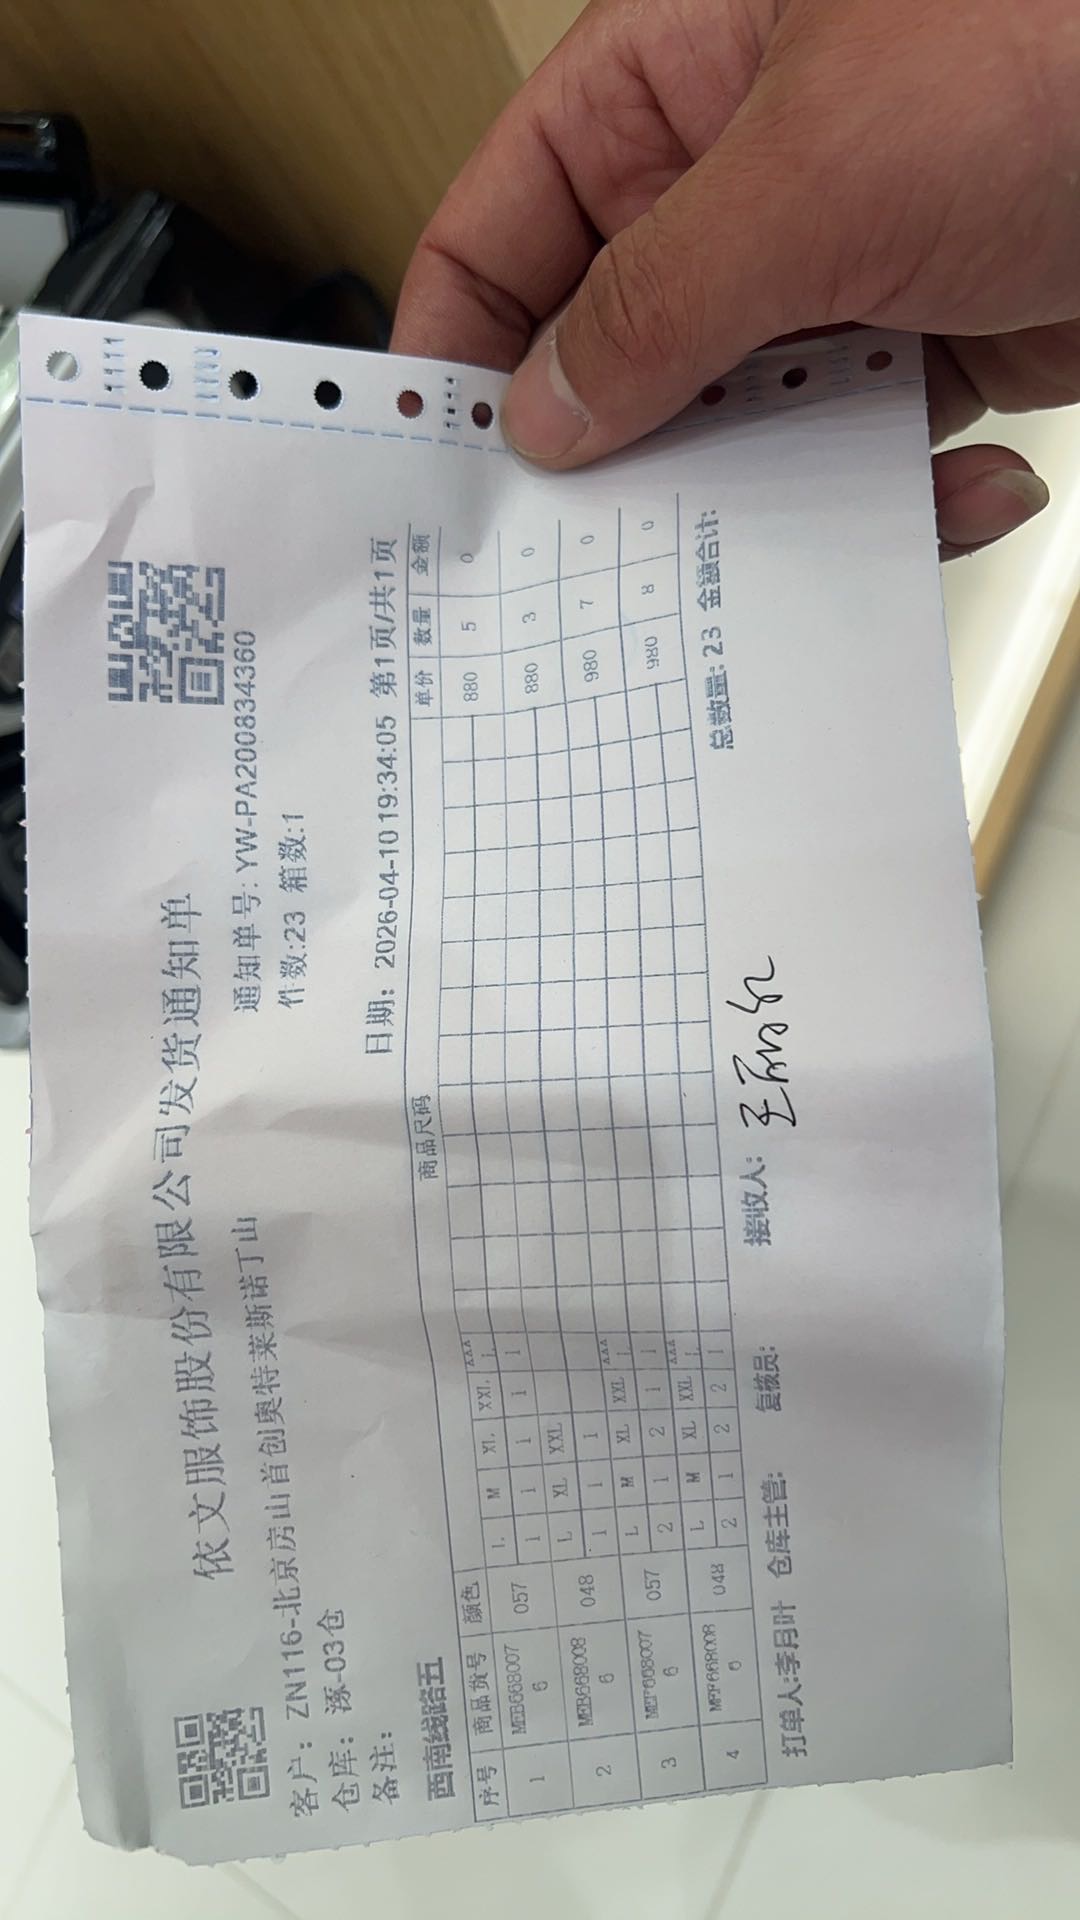 依文服饰股份有限公司发货通知单
客户：ZN116-北京房山首创奥特莱斯诺丁山 通知单号: YW-PA200834360
仓库：涿-03仓 件数:23 箱数:1
备注：
西南线路五 日期：2026-04-10 19:34:05 第1页/共1页
序号 商品货号 颜色 商品尺码 单价 数量 金额
L M XL XXL
1 MEB6680076 057 1 1 1 1 1 880 5 0
L XL XXL
2 MEB6680086 048 1 1 1 880 3 0
L M XL XXL
3 6 057 2 1 2 1 1 980 7 0
L M XL XXL
4 6 048 2 1 2 2 1 980 8 0
总数量: 23 金额合计:
打单人:李月叶 仓库主管: 复核员: 接收人: